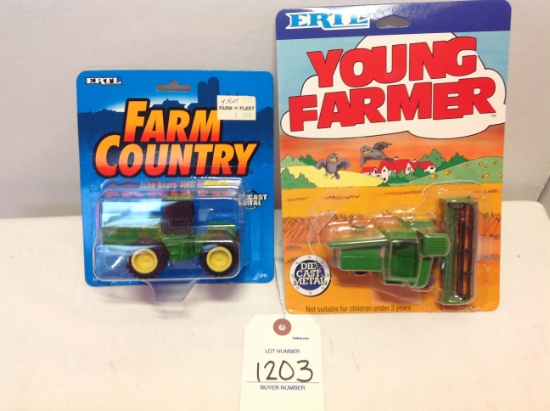 ERTL
FARM
COUNTRY
FARM & FLEET
DIE CAST
METAL
ERTL
YOUNG
FARMER
TM
DIE
CAST
METAL
Not suitable for children under 3 years.
LOT NUMBER
1203
BUYER NUMBER